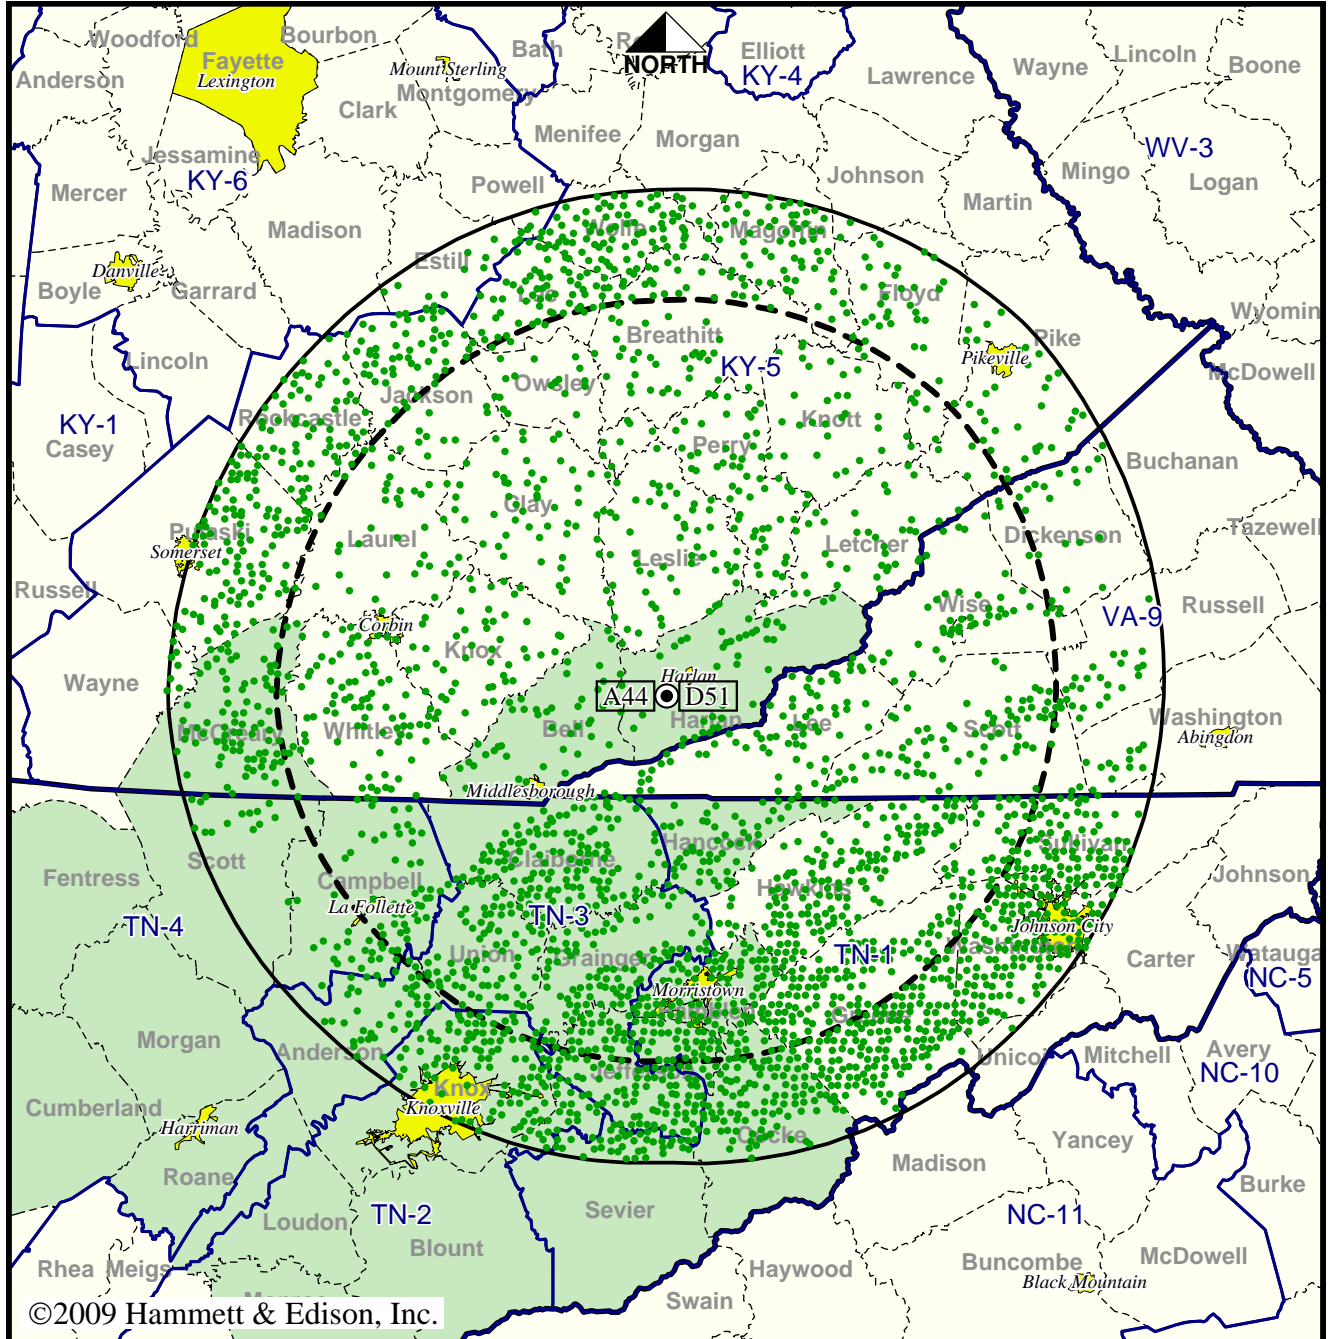 Woodford
Bourbon
Fayette
Lexington
Anderson
Mount Sterling
Montgomery
Bath
NORTH
Elliott
KY-4
Lawrence
Wayne
Lincoln
Boone
Clark
Menifee
Morgan
Jessamine
KY-6
Powell
Johnson
Mingo
WV-3
Logan
Mercer
Madison
Martin
Wolfe
Magoffin
Estill
Danville
Boyle
Garrard
Lee
Floyd
Wyomin
Breathitt
Pike
Pikeville
Lincoln
KY-5
McDowell
Owsley
Jackson
Rockcastle
Knott
KY-1
Casey
Perry
Buchanan
Clay
Pulaski
Somerset
Laurel
Leslie
Letcher
Dickenson
Tazewell
Russell
Wise
VA-9
Russell
Corbin
Knox
Wayne
Harlan
A44
D51
McCreary
Whitley
Bell
Harlan
Lee
Scott
Washington
Abingdon
Middlesborough
Scott
Claiborne
Hancock
Sullivan
Fentress
Campbell
La Follette
Hawkins
Johnson
TN-4
TN-3
TN-1
Johnson City
Washington
Union
Grainger
Carter
Watauga
NC-5
Morristown
Hamblen
Greene
Morgan
Anderson
Jefferson
Unicoi
Mitchell
Avery
NC-10
Cumberland
Harriman
Knox
Knoxville
Cocke
Yancey
Roane
Madison
Burke
Loudon
TN-2
Sevier
NC-11
Blount
Rhea
Meigs
Haywood
Buncombe
Black Mountain
McDowell
Swain
©2009 Hammett & Edison, Inc.